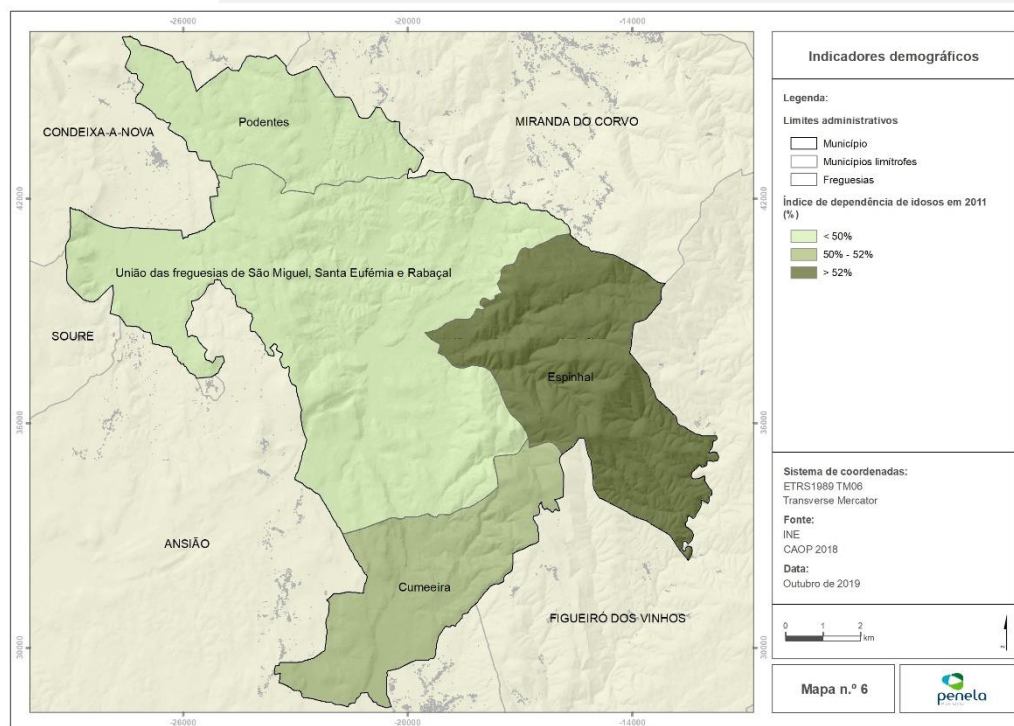 -26000
-20000
-14000
Podentes
CONDEIXA-A-NOVA
MIRANDA DO CORVO
42000
42000
União das freguesias de São Miguel, Santa Eufémia e Rabaçal
SOURE
Espinhal
36000
36000
ANSIÃO
Cumeeira
FIGUEIRÓ DOS VINHOS
30000
30000
-26000
-20000
-14000
Indicadores demográficos
Legenda:
Limites administrativos
Município
Municípios limítrofes
Freguesias
Índice de dependência de idosos em 2011
(%)
< 50%
50% - 52%
> 52%
Sistema de coordenadas:
ETRS1989 TM06
Transverse Mercator
Fonte:
INE
CAOP 2018
Data:
Outubro de 2019
0 1 2
km
Mapa n.º 6
penela